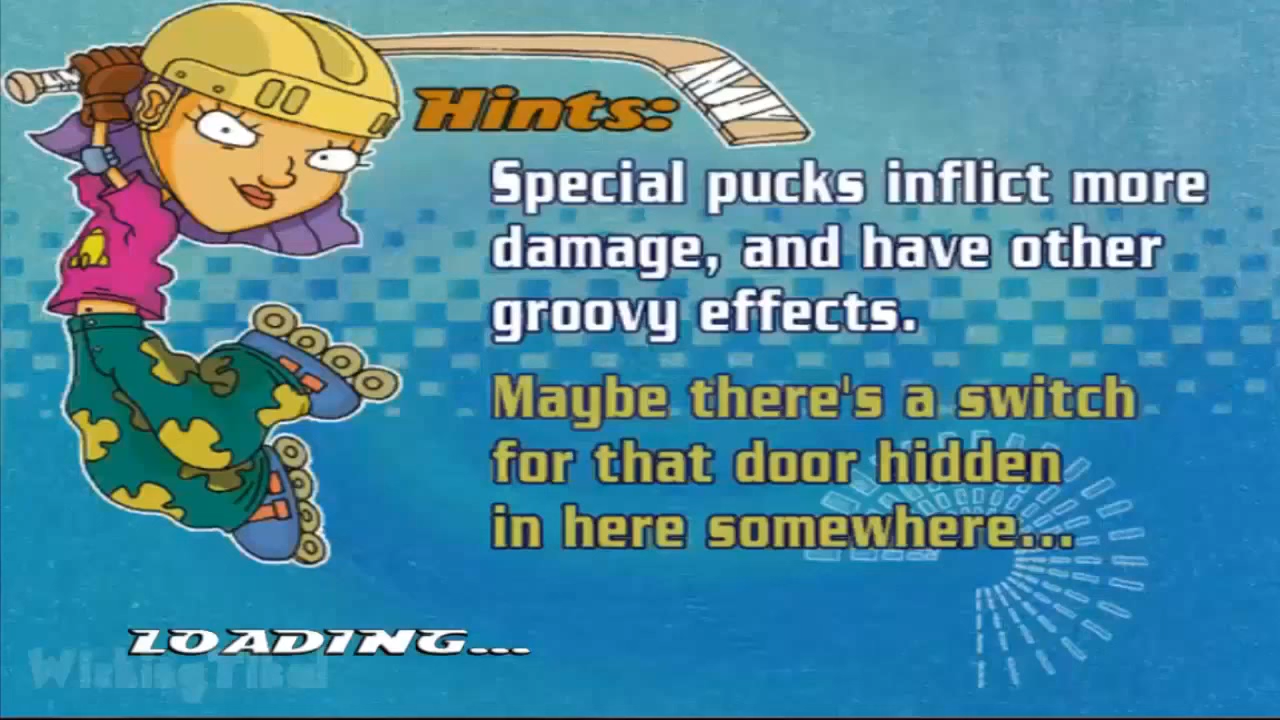 Hints:
Special pucks inflict more
damage, and have other
groovy effects.
Maybe there's a switch
for that door hidden
in here somewhere...
LOADING...